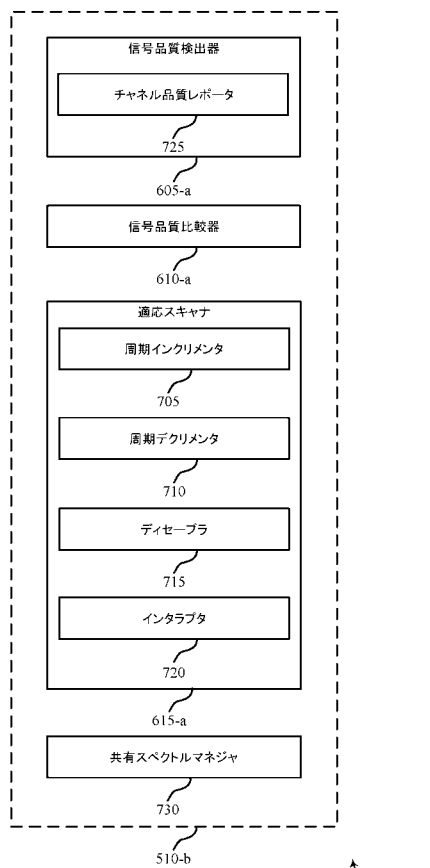 信号品質検出器
チャネル品質レポータ
725
605-a
信号品質比較器
610-a
適応スキャナ
周期インクリメンタ
705
周期デクリメンタ
710
ディセーブラ
715
インタラプタ
720
615-a
共有スペクトルマネジャ
730
510-b